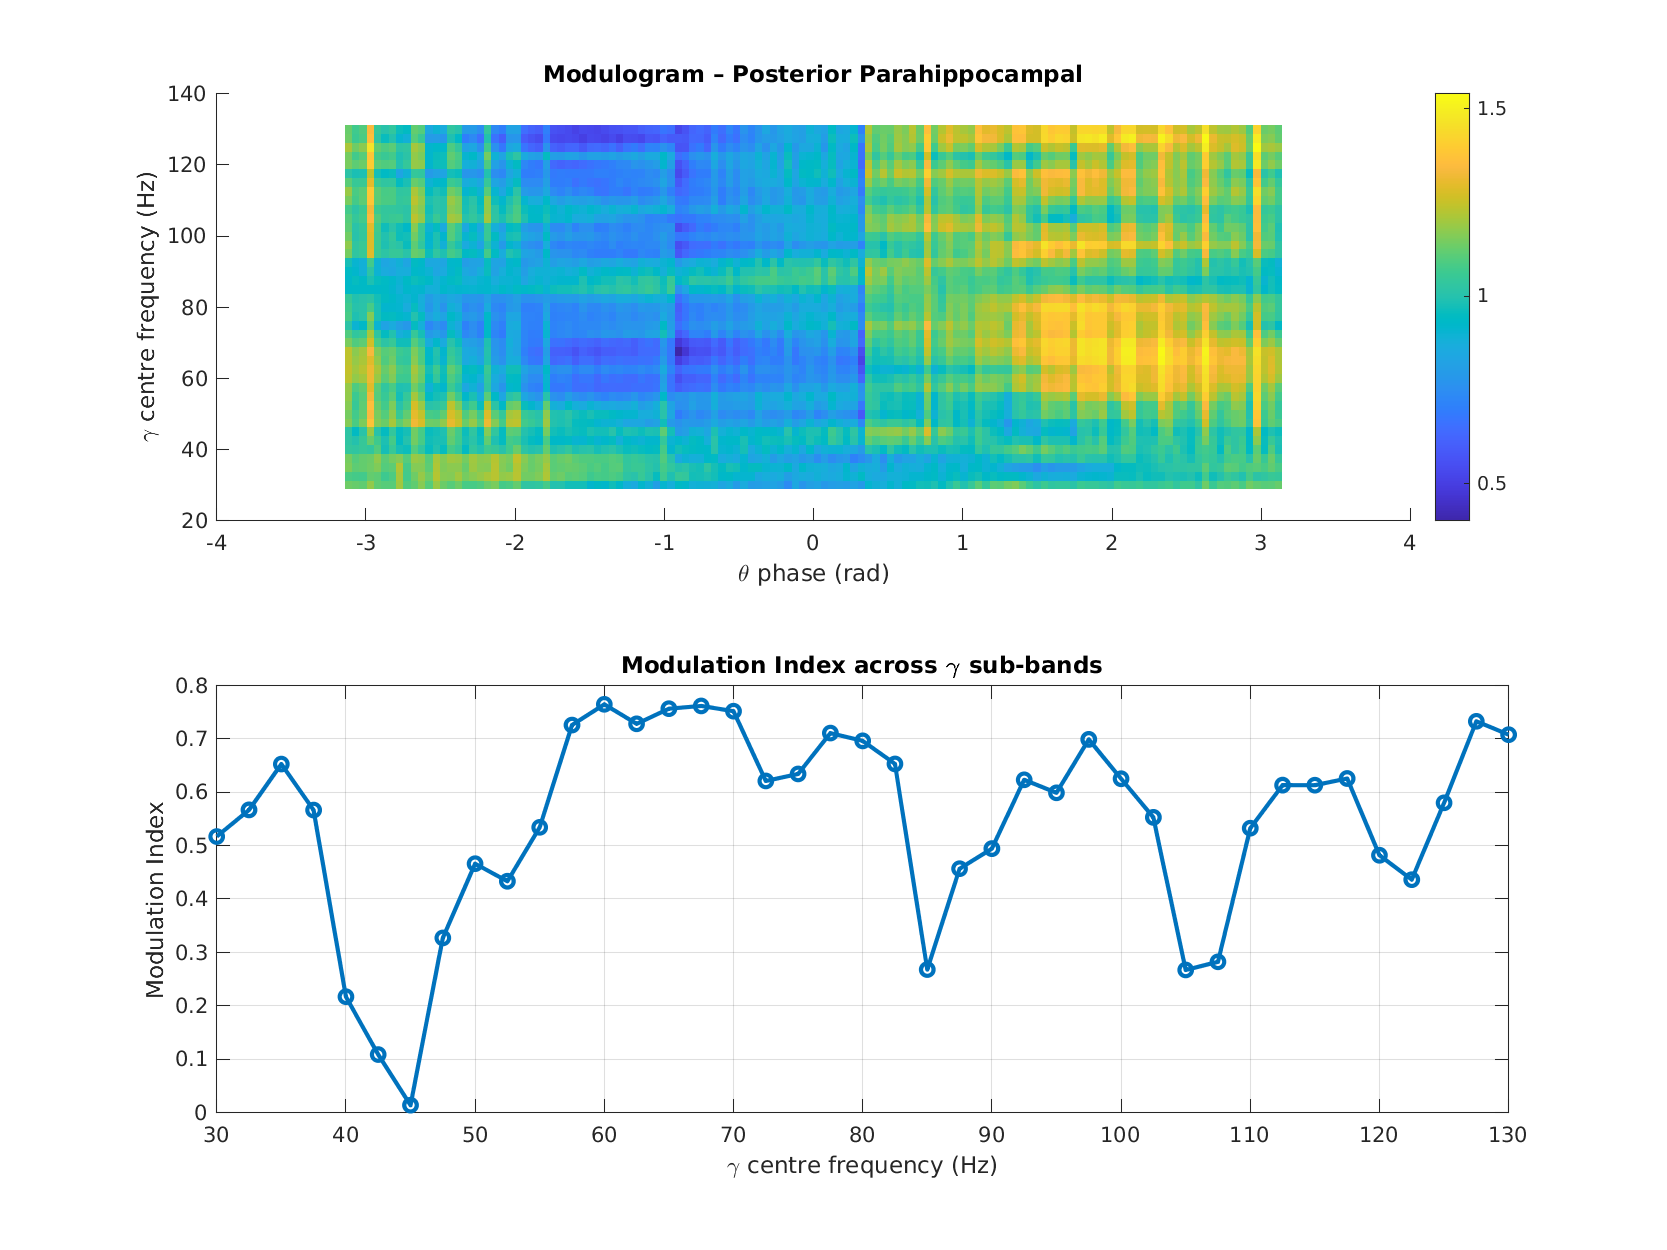 Modulogram – Posterior Parahippocampal
140
120
100
80
60
40
20
γ centre frequency (Hz)
-4 -3 -2 -1 0 1 2 3 4
θ phase (rad)
1.5
1
0.5
Modulation Index across γ sub-bands
0.8
0.7
0.6
0.5
0.4
0.3
0.2
0.1
0
Modulation Index
30 40 50 60 70 80 90 100 110 120 130
γ centre frequency (Hz)